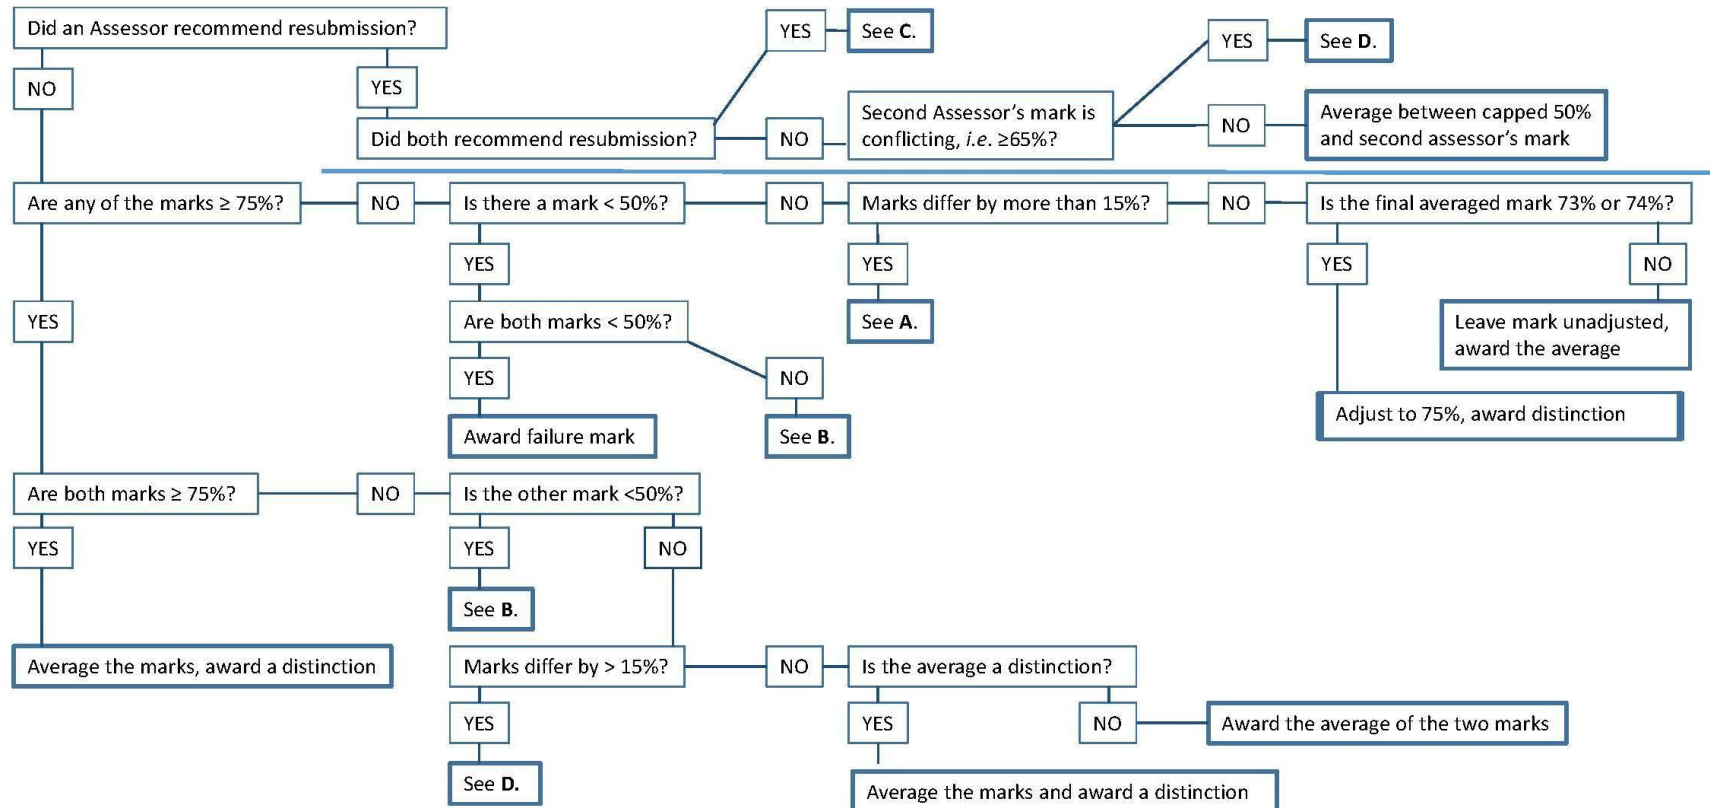 Did an Assessor recommend resubmission?
YES
See C.
YES
See D.
NO
YES
Second Assessor’s mark is
conflicting, i.e. ≥65%?
NO
Average between capped 50%
and second assessor’s mark
Did both recommend resubmission?
NO
Are any of the marks ≥ 75%?
NO
Is there a mark < 50%?
NO
Marks differ by more than 15%?
NO
Is the final averaged mark 73% or 74%?
YES
YES
YES
NO
YES
Are both marks < 50%?
See A.
Leave mark unadjusted,
award the average
YES
NO
Adjust to 75%, award distinction
Award failure mark
See B.
Are both marks ≥ 75%?
NO
Is the other mark <50%?
YES
YES
NO
See B.
Average the marks, award a distinction
Marks differ by > 15%?
NO
Is the average a distinction?
YES
YES
NO
Award the average of the two marks
See D.
Average the marks and award a distinction